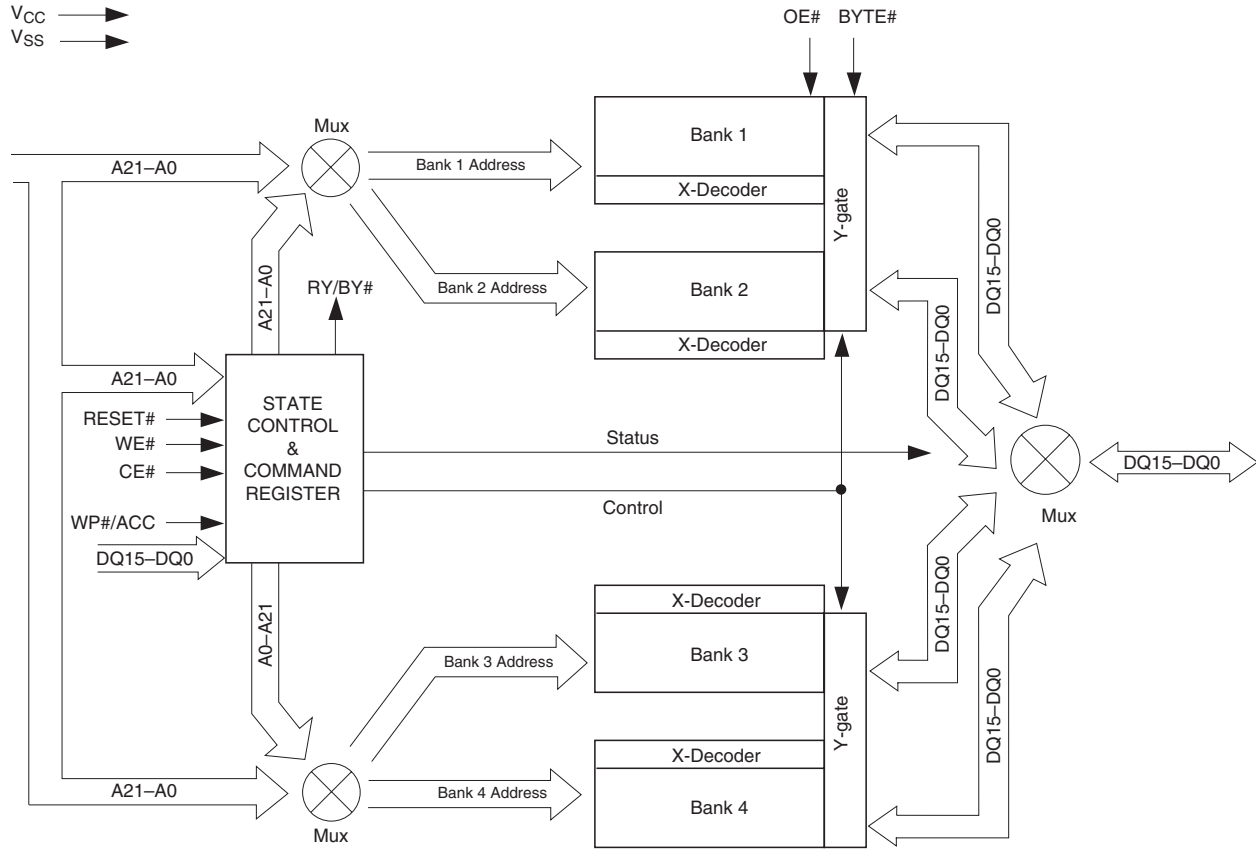 VCC
VSS
OE# BYTE#
Mux
Bank 1
A21–A0
Bank 1 Address
X-Decoder
Y-gate
DQ15–DQ0
A21–A0
RY/BY#
Bank 2 Address
Bank 2
X-Decoder
DQ15–DQ0
A21–A0
RESET#
WE#
CE#
WP#/ACC
DQ15–DQ0
STATE
CONTROL
&
COMMAND
REGISTER
Status
Control
DQ15–DQ0
Mux
A0–A21
X-Decoder
Bank 3 Address
Bank 3
DQ15–DQ0
Y-gate
DQ15–DQ0
X-Decoder
A21–A0
Bank 4 Address
Bank 4
Mux